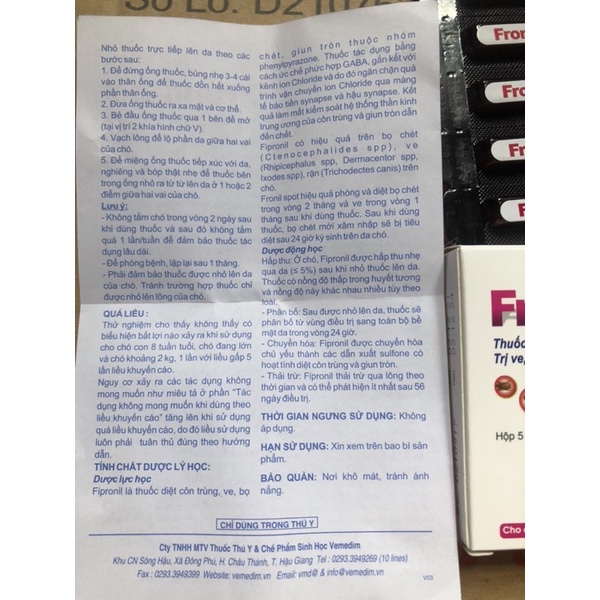 Số Lô: D210
Nhỏ thuốc trực tiếp lên da theo các
bước sau:
1. Để đứng ống thuốc, búng nhẹ 3-4 cái
vào thân ống để thuốc dồn hết xuống
phần thân ống.
2. Đưa ống thuốc ra xa mặt và cơ thể.
3. Bẻ đầu ống thuốc qua 1 bên để mở
(tại vị trí 2 khía hình chữ V).
4. Vạch lông để lộ phần da giữa hai vai
của chó.
5. Để miệng ống thuốc tiếp xúc với da,
nghiêng và bóp thật nhẹ để thuốc bên
trong ống nhỏ ra từ từ lên da ở 1 hoặc 2
điểm giữa hai vai của chó.
Lưu ý:
- Không tắm chó trong vòng 2 ngày sau
khi dùng thuốc và sau đó không tắm
quá 1 lần/tuần để đảm bảo thuốc tác
dụng lâu dài.
- Để phòng bệnh, lặp lại sau 1 tháng.
- Phải đảm bảo thuốc được nhỏ lên da
của chó. Tránh trường hợp thuốc chỉ
được nhỏ lên lông của chó.
QUÁ LIỀU :
Thử nghiệm cho thấy không thấy có
biểu hiện bất lợi nào xảy ra khi sử dụng
cho chó con 8 tuần tuổi, chó đang lớn
và chó khoảng 2 kg, 1 lần với liều gấp 5
lần liều khuyến cáo.
Nguy cơ xảy ra các tác dụng không
mong muốn như miêu tả ở phần "Tác
dụng không mong muốn khi dùng theo
liều khuyến cáo" tăng lên khi sử dụng
quá liều khuyến cáo, do đó liều sử dụng
luôn phải tuân thủ đúng theo hướng
dẫn.
TÍNH CHẤT DƯỢC LÝ HỌC:
Dược lực học
Fipronil là thuốc diệt côn trùng, ve, bọ
chét, giun tròn thuộc nhóm
phenylpyrazone. Thuốc tác dụng bằng
cách ức chế phức hợp GABA, gắn kết với
kênh ion Chloride và do đó ngăn chặn quá
trình vận chuyển ion Chloride qua màng
tế bào tiền synapse và hậu synapse. Kết
quả làm mất kiểm soát hệ thống thần kinh
trung ương của côn trùng và giun tròn dẫn
đến chết.
Fipronil có hiệu quả trên bọ chét
(Ctenocephalides spp), ve
(Rhipicephalus spp, Dermacentor spp,
Ixodes spp), rận (Trichodectes canis) trên
chó.
Fronil spot hiệu quả phòng và diệt bọ chét
trong vòng 2 tháng và ve trong vòng 1
tháng sau khi dùng thuốc. Sau khi dùng
thuốc, bọ chét mới xâm nhập sẽ bị tiêu
diệt sau 24 giờ ký sinh trên da chó.
Dược động học
Hấp thu: Ở chó, Fipronil được hấp thu nhẹ
qua da (≤ 5%) sau khi nhỏ thuốc lên da.
Thuốc có nồng độ thấp trong huyết tương
và nồng độ này khác nhau nhiều tùy theo
loài.
- Phân bố: Sau được nhỏ lên da, thuốc sẽ
phân bố từ vùng điều trị sang toàn bộ bề
mặt da trong vòng 24 giờ.
- Chuyển hóa: Fipronil được chuyển hóa
chủ yếu thành các dẫn xuất sulfone có
hoạt tính diệt côn trùng và giun tròn.
- Thải trừ: Fipronil thải trừ qua lông theo
thời gian và có thể phát hiện ít nhất sau 56
ngày điều trị.
THỜI GIAN NGƯNG SỬ DỤNG: Không
áp dụng.
HẠN SỬ DỤNG: Xin xem trên bao bì sản
phẩm.
BẢO QUẢN: Nơi khô mát, tránh ánh
nắng.
CHỈ DÙNG TRONG THÚ Y
Cty TNHH MTV Thuốc Thú Y & Chế Phẩm Sinh Học Vemedim
Khu CN Sông Hậu, Xã Đông Phú, H. Châu Thành, T. Hậu Giang Tel : 0293.3949269 (10 lines)
Fax : 0293.3949399 Website: vemedim.vn Email: vmd@ & info@vemedim.vn
V03
Fron
Fro
Fr
F
Fr
Thuốc
Trị ve,
Hộp 5
Cho